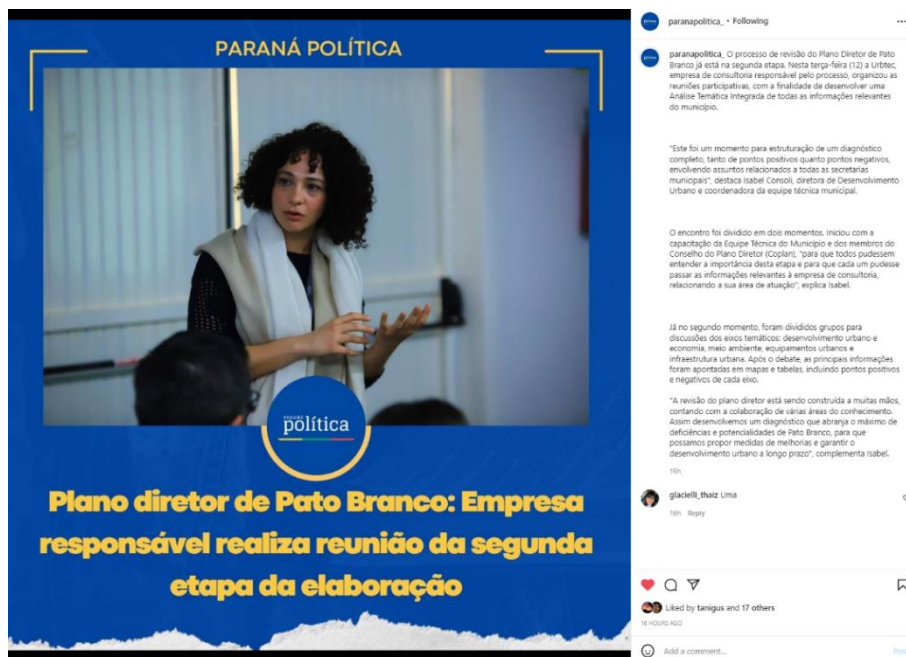 PARANÁ POLÍTICA
PARANÁ
política
Plano diretor de Pato Branco: Empresa
responsável realiza reunião da segunda
etapa da elaboração
paranapolitica_ • Following
paranapolitica_ O processo de revisão do Plano Diretor de Pato
Branco já está na segunda etapa. Nesta terça-feira (12) a Urbtec,
empresa de consultoria responsável pelo processo, organizou as
reuniões participativas, com a finalidade de desenvolver uma
Análise Temática Integrada de todas as informações relevantes
do município.
"Este foi um momento para estruturação de um diagnóstico
completo, tanto de pontos positivos quanto pontos negativos,
envolvendo assuntos relacionados a todas as secretarias
municipais", destaca Isabel Consoli, diretora de Desenvolvimento
Urbano e coordenadora da equipe técnica municipal.
O encontro foi dividido em dois momentos. Iniciou com a
capacitação da Equipe Técnica do Município e dos membros do
Conselho do Plano Diretor (Coplan), "para que todos pudessem
entender a importância desta etapa e para que cada um pudesse
passar as informações relevantes à empresa de consultoria,
relacionando a sua área de atuação", explica Isabel.
Já no segundo momento, foram divididos grupos para
discussões dos eixos temáticos: desenvolvimento urbano e
economia, meio ambiente, equipamentos urbanos e
infraestrutura urbana. Após o debate, as principais informações
foram apontadas em mapas e tabelas, incluindo pontos positivos
e negativos de cada eixo.
"A revisão do plano diretor está sendo construída a muitas mãos,
contando com a colaboração de várias áreas do conhecimento.
Assim desenvolvemos um diagnóstico que abranja o máximo de
deficiências e potencialidades de Pato Branco, para que
possamos propor medidas de melhorias e garantir o
desenvolvimento urbano a longo prazo", complementa Isabel.
16h
glacielli_thaiz Uma
16h Reply
Liked by tanigus and 17 others
16 HOURS AGO
Add a comment...